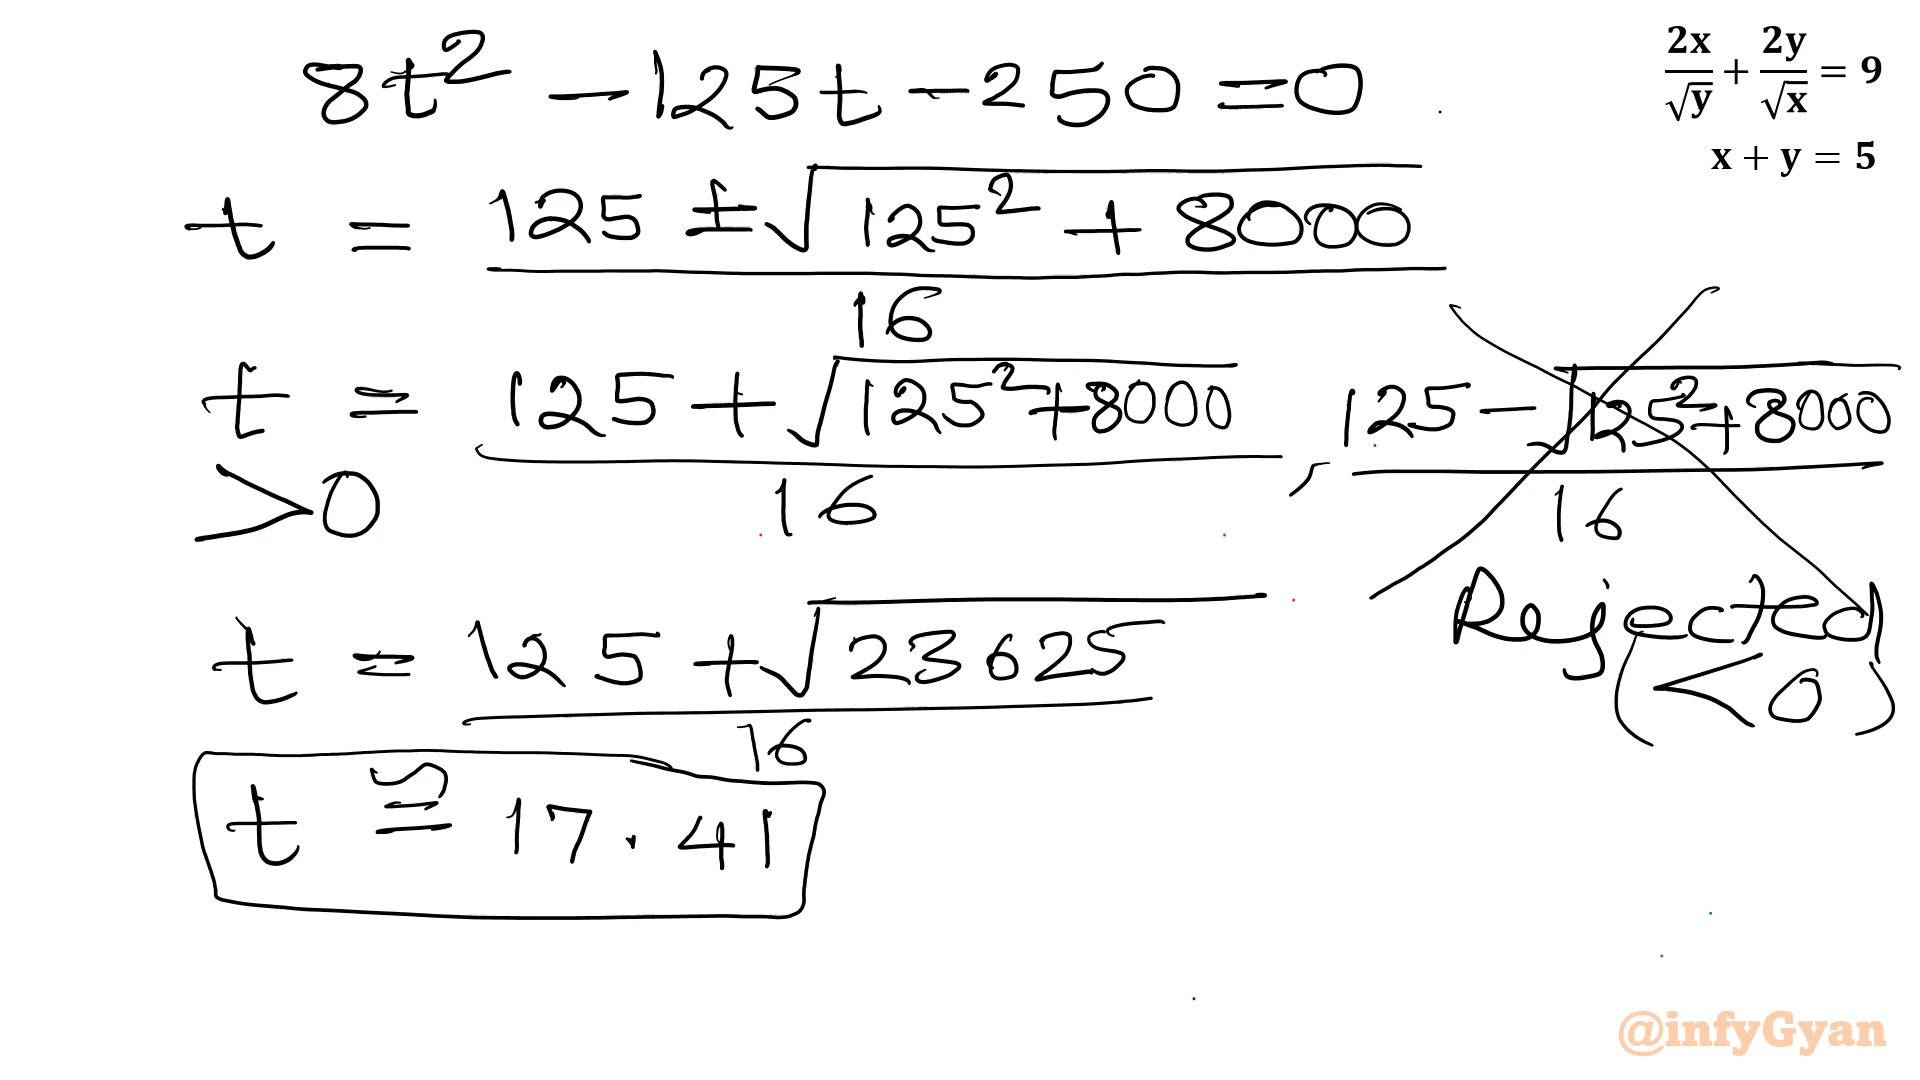 8t² - 125t - 250 = 0
2x/√y + 2y/√x = 9
x + y = 5
t = (125 ± √(125² + 8000))/16
t = (125 + √(125² + 8000))/16 , (125 - √(125² + 8000))/16
>0
Rejected
(<0)
t = (125 + √23625)/16
t ≅ 17.41
@infyGyan